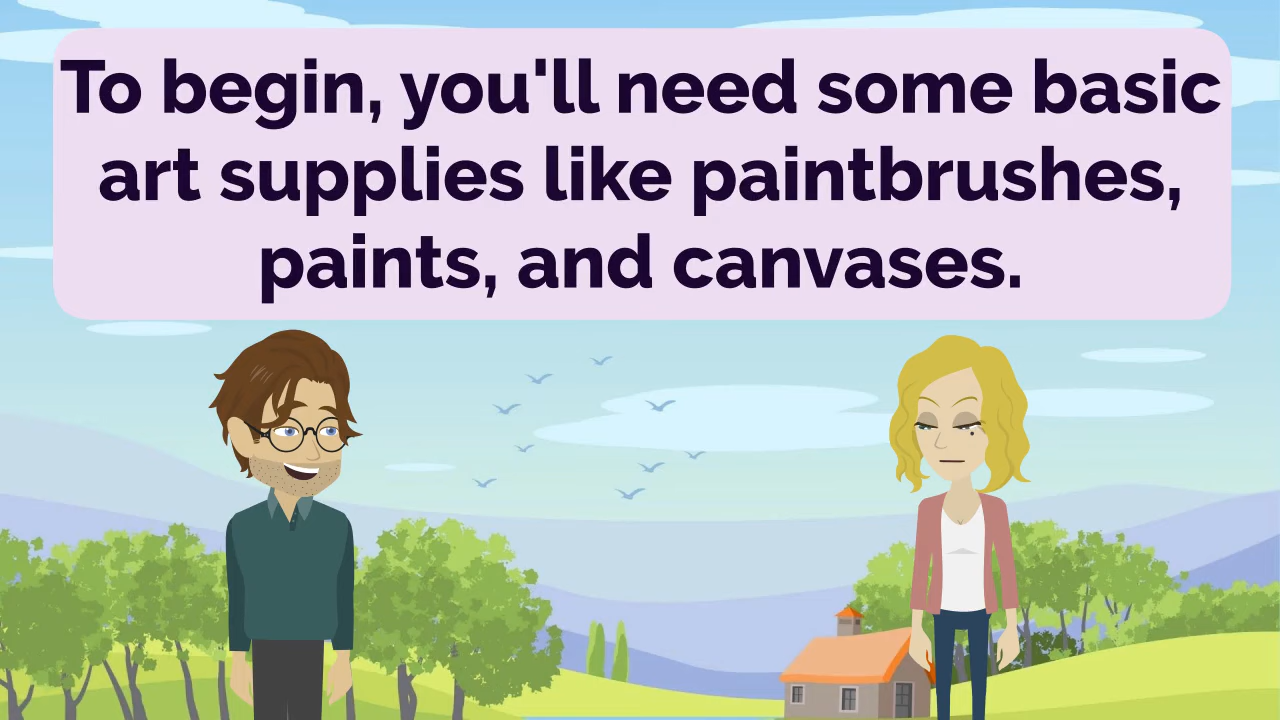 To begin, you'll need some basic
art supplies like paintbrushes,
paints, and canvases.